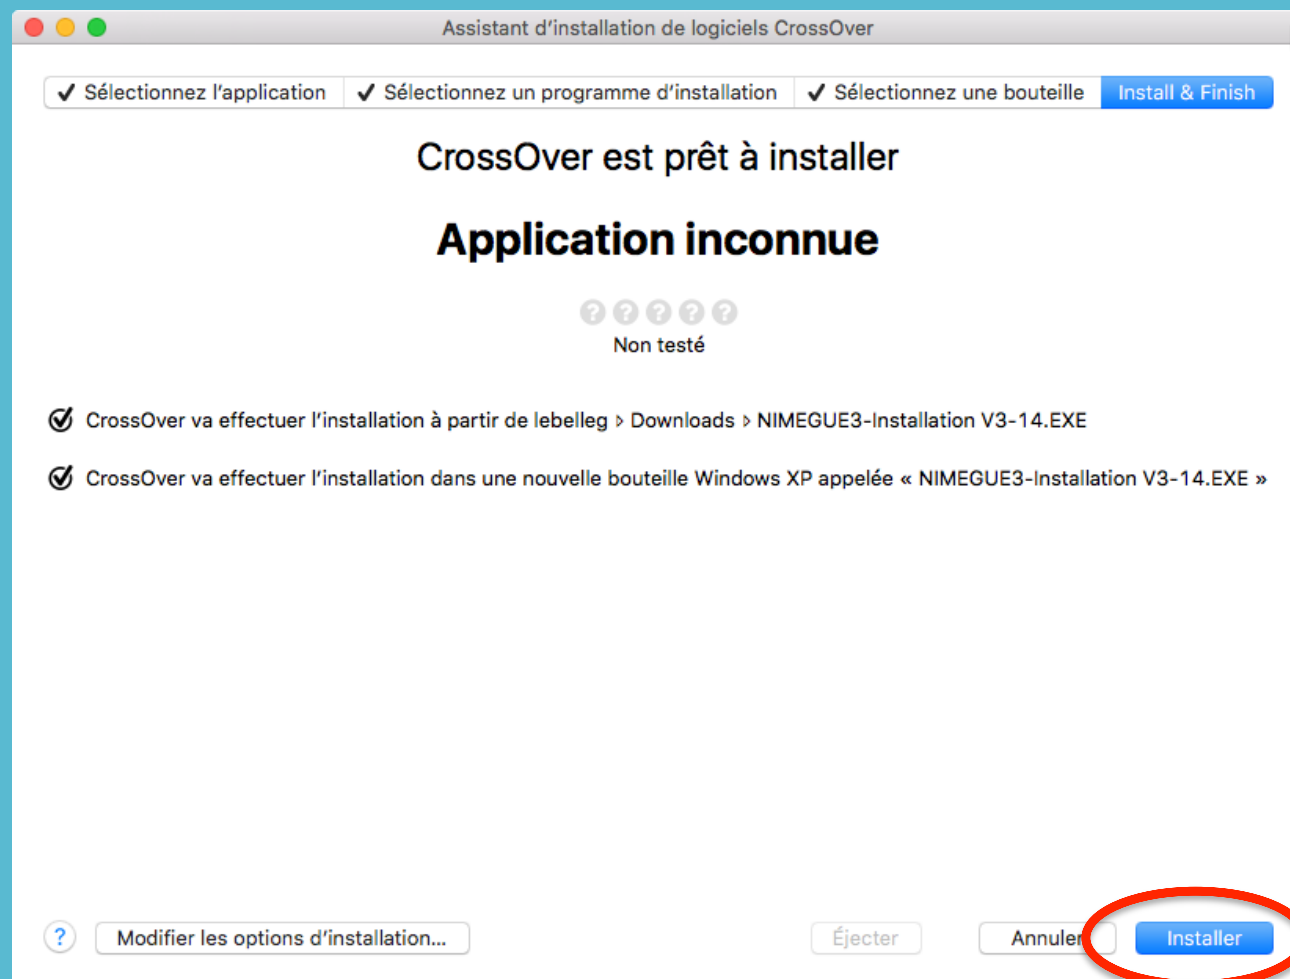 Assistant d’installation de logiciels CrossOver
✓ Sélectionnez l’application ✓ Sélectionnez un programme d’installation ✓ Sélectionnez une bouteille Install & Finish
CrossOver est prêt à installer
Application inconnue
? ? ? ? ?
Non testé
CrossOver va effectuer l’installation à partir de lebelleg ▹ Downloads ▹ NIMEGUE3-Installation V3-14.EXE
CrossOver va effectuer l’installation dans une nouvelle bouteille Windows XP appelée « NIMEGUE3-Installation V3-14.EXE »
? Modifier les options d’installation... Éjecter Annuler Installer